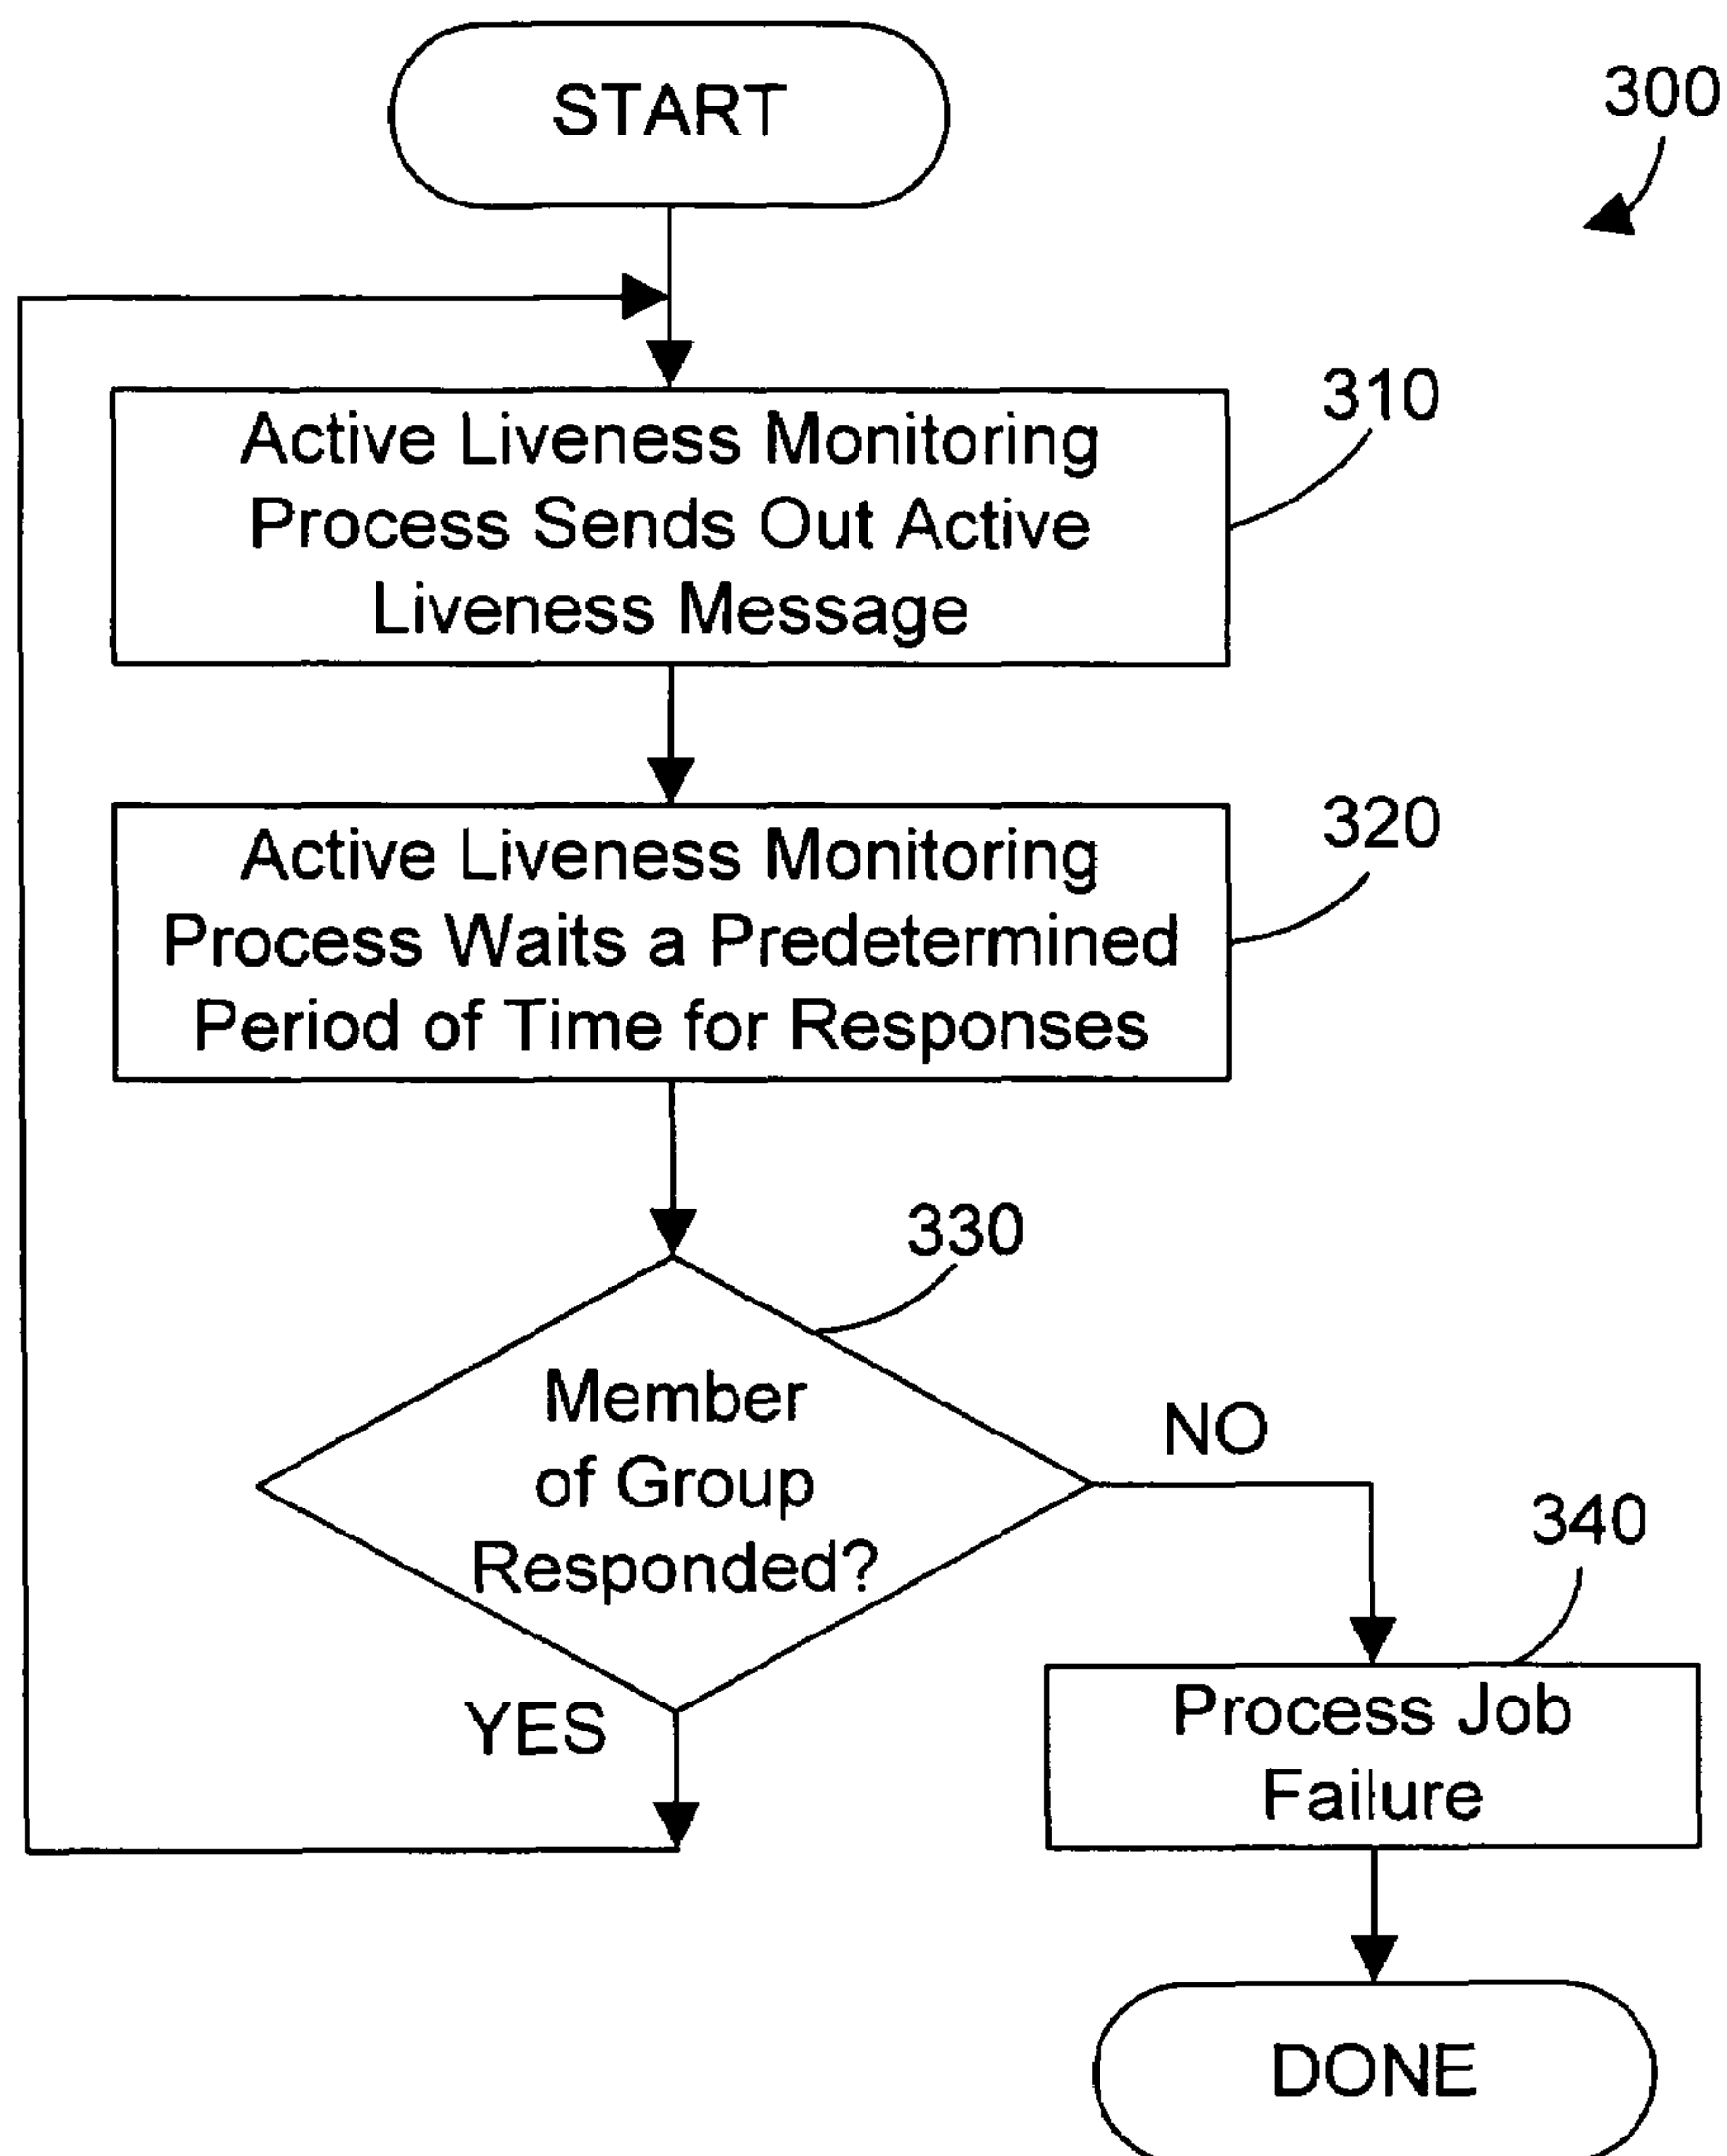 START
300
310
Active Liveness Monitoring
Process Sends Out Active
Liveness Message
320
Active Liveness Monitoring
Process Waits a Predetermined
Period of Time for Responses
330
Member
of Group
Responded?
NO
YES
340
Process Job
Failure
DONE